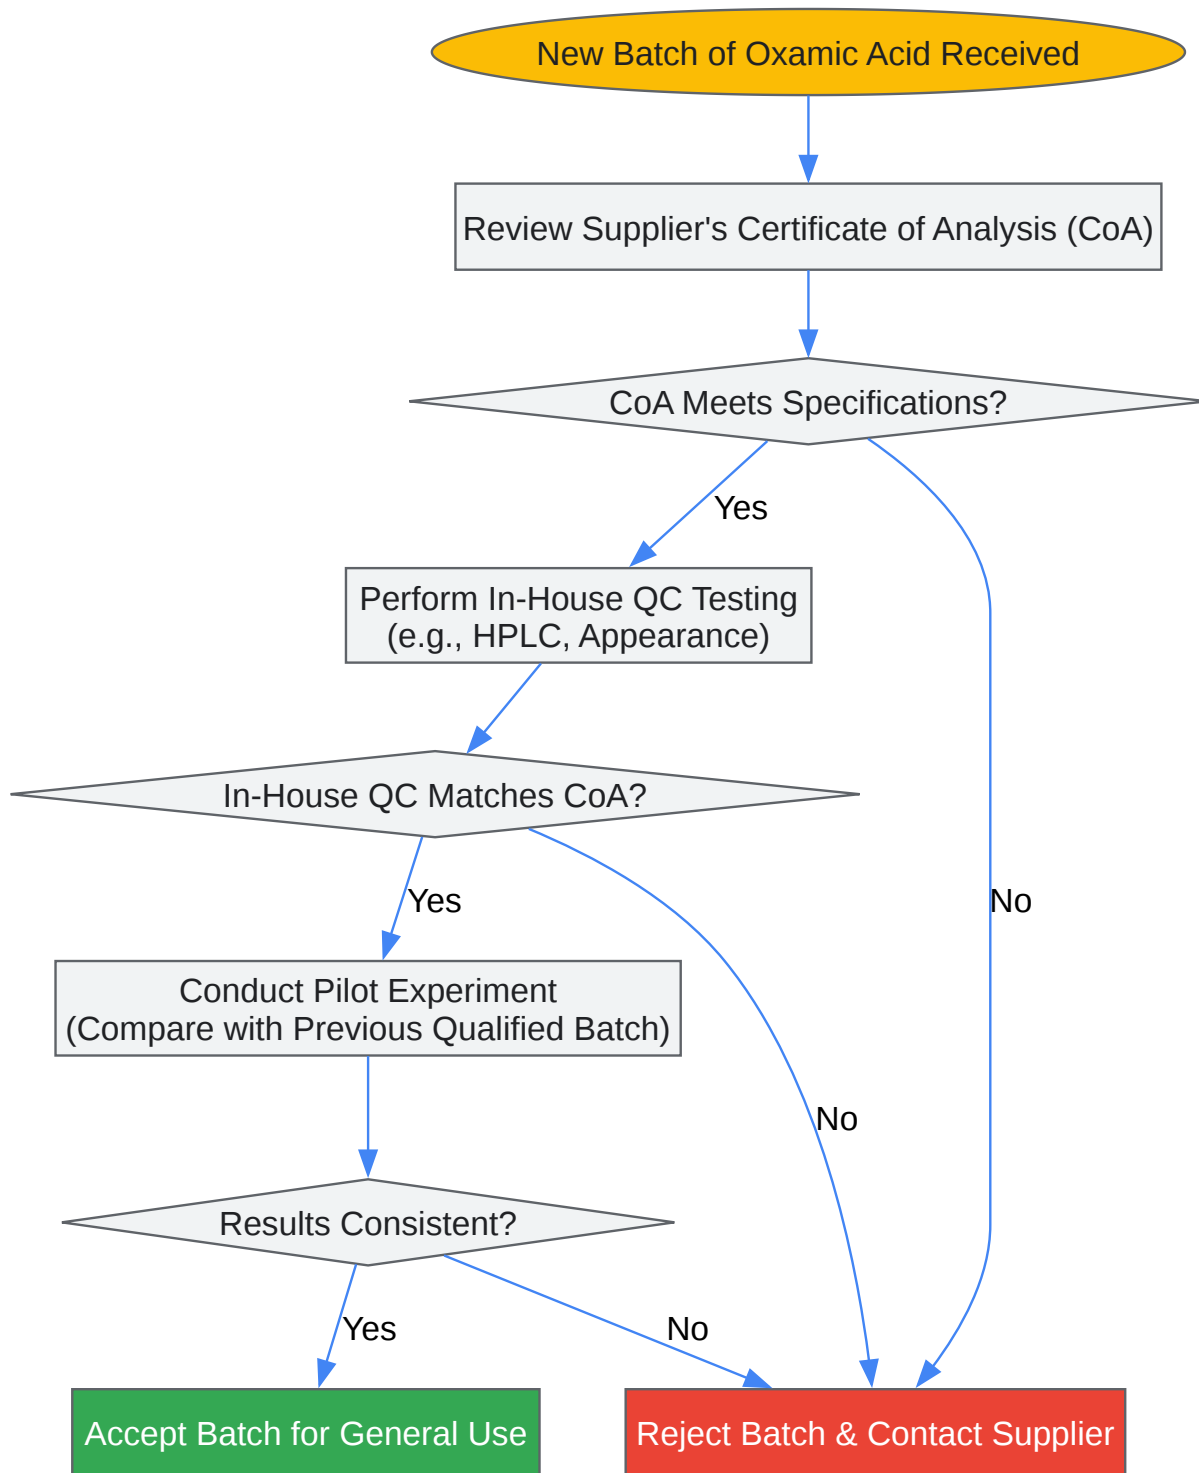 New Batch of Oxamic Acid Received
Review Supplier's Certificate of Analysis (CoA)
CoA Meets Specifications?
Yes
Perform In-House QC Testing
(e.g., HPLC, Appearance)
In-House QC Matches CoA?
Yes
No
Conduct Pilot Experiment
(Compare with Previous Qualified Batch)
No
Results Consistent?
Yes
No
Accept Batch for General Use
Reject Batch & Contact Supplier